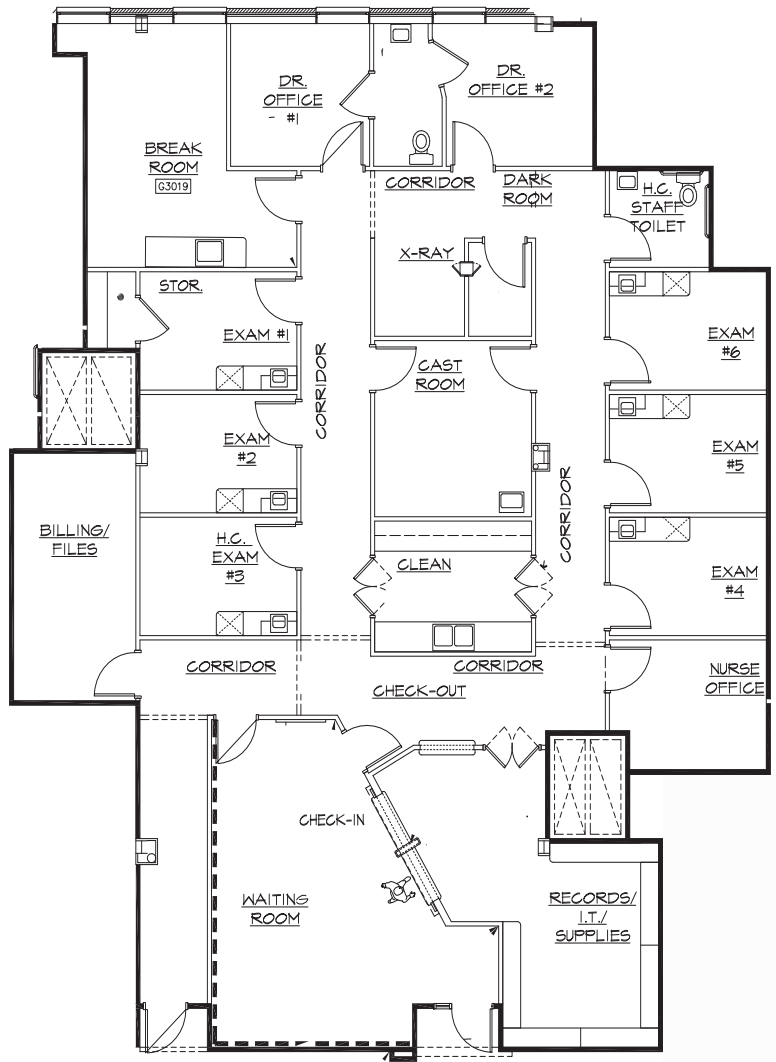 DR.
OFFICE
- #1
DR.
OFFICE #2
BREAK
ROOM
G3019
CORRIDOR
DARK
ROOM
H.C.
STAFF
TOILET
X-RAY
STOR.
EXAM #1
EXAM
#6
CORRIDOR
CAST
ROOM
EXAM
#2
EXAM
#5
CORRIDOR
BILLING/
FILES
H.C.
EXAM
#3
CLEAN
EXAM
#4
CORRIDOR
CORRIDOR
CHECK-OUT
NURSE
OFFICE
CHECK-IN
WAITING
ROOM
RECORDS/
I.T./
SUPPLIES